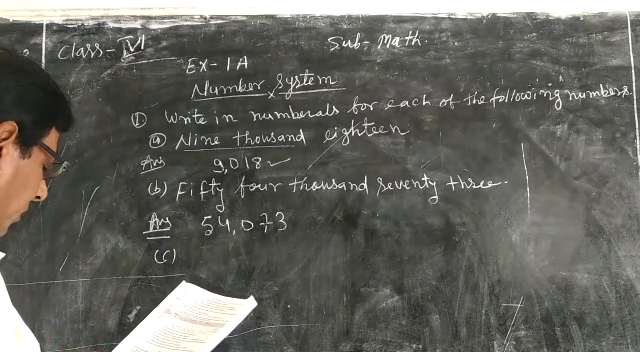 Class- VI
Sub- Math.
Ex- 1A
Number System
① Write in numberals for each of the following numbers.
(a) Nine thousand eighteen
Ans 9,018
(b) Fifty four thousand seventy three.
Ans 54,073
(c)